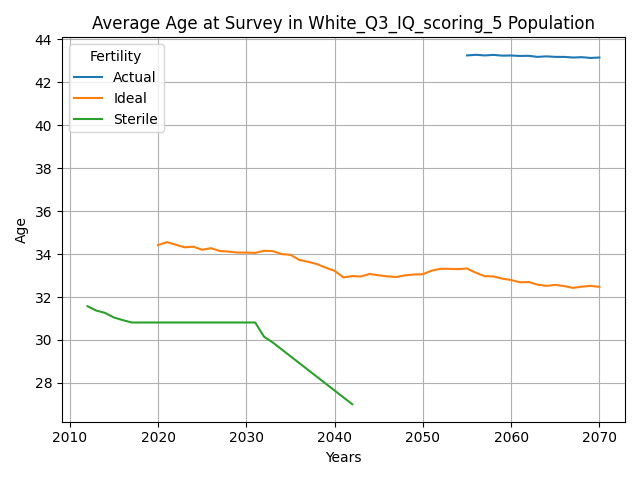 Average Age at Survey in White_Q3_IQ_scoring_5 Population
Fertility
Actual
Ideal
Sterile
Age
44
42
40
38
36
34
32
30
28
2010
2020
2030
2040
2050
2060
2070
Years